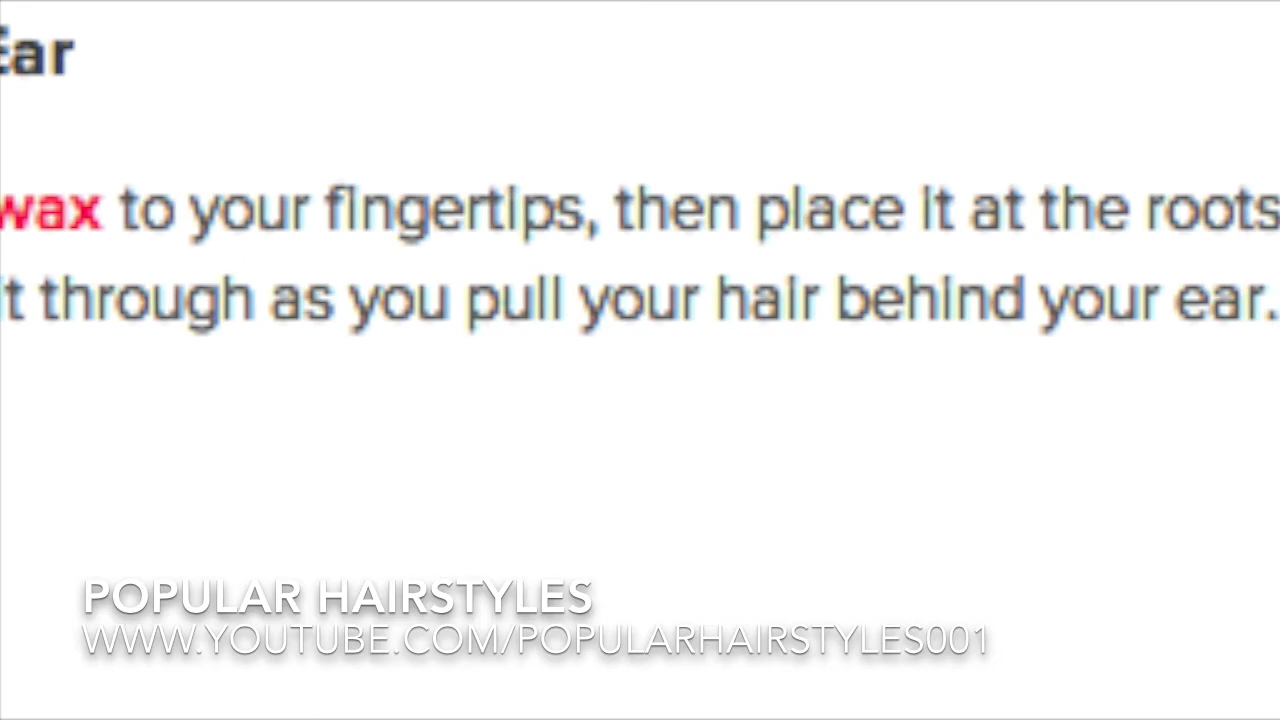 Ear
wax to your fingertips, then place it at the roots
it through as you pull your hair behind your ear.
POPULAR HAIRSTYLES
WWW.YOUTUBE.COM/POPULARHAIRSTYLES001